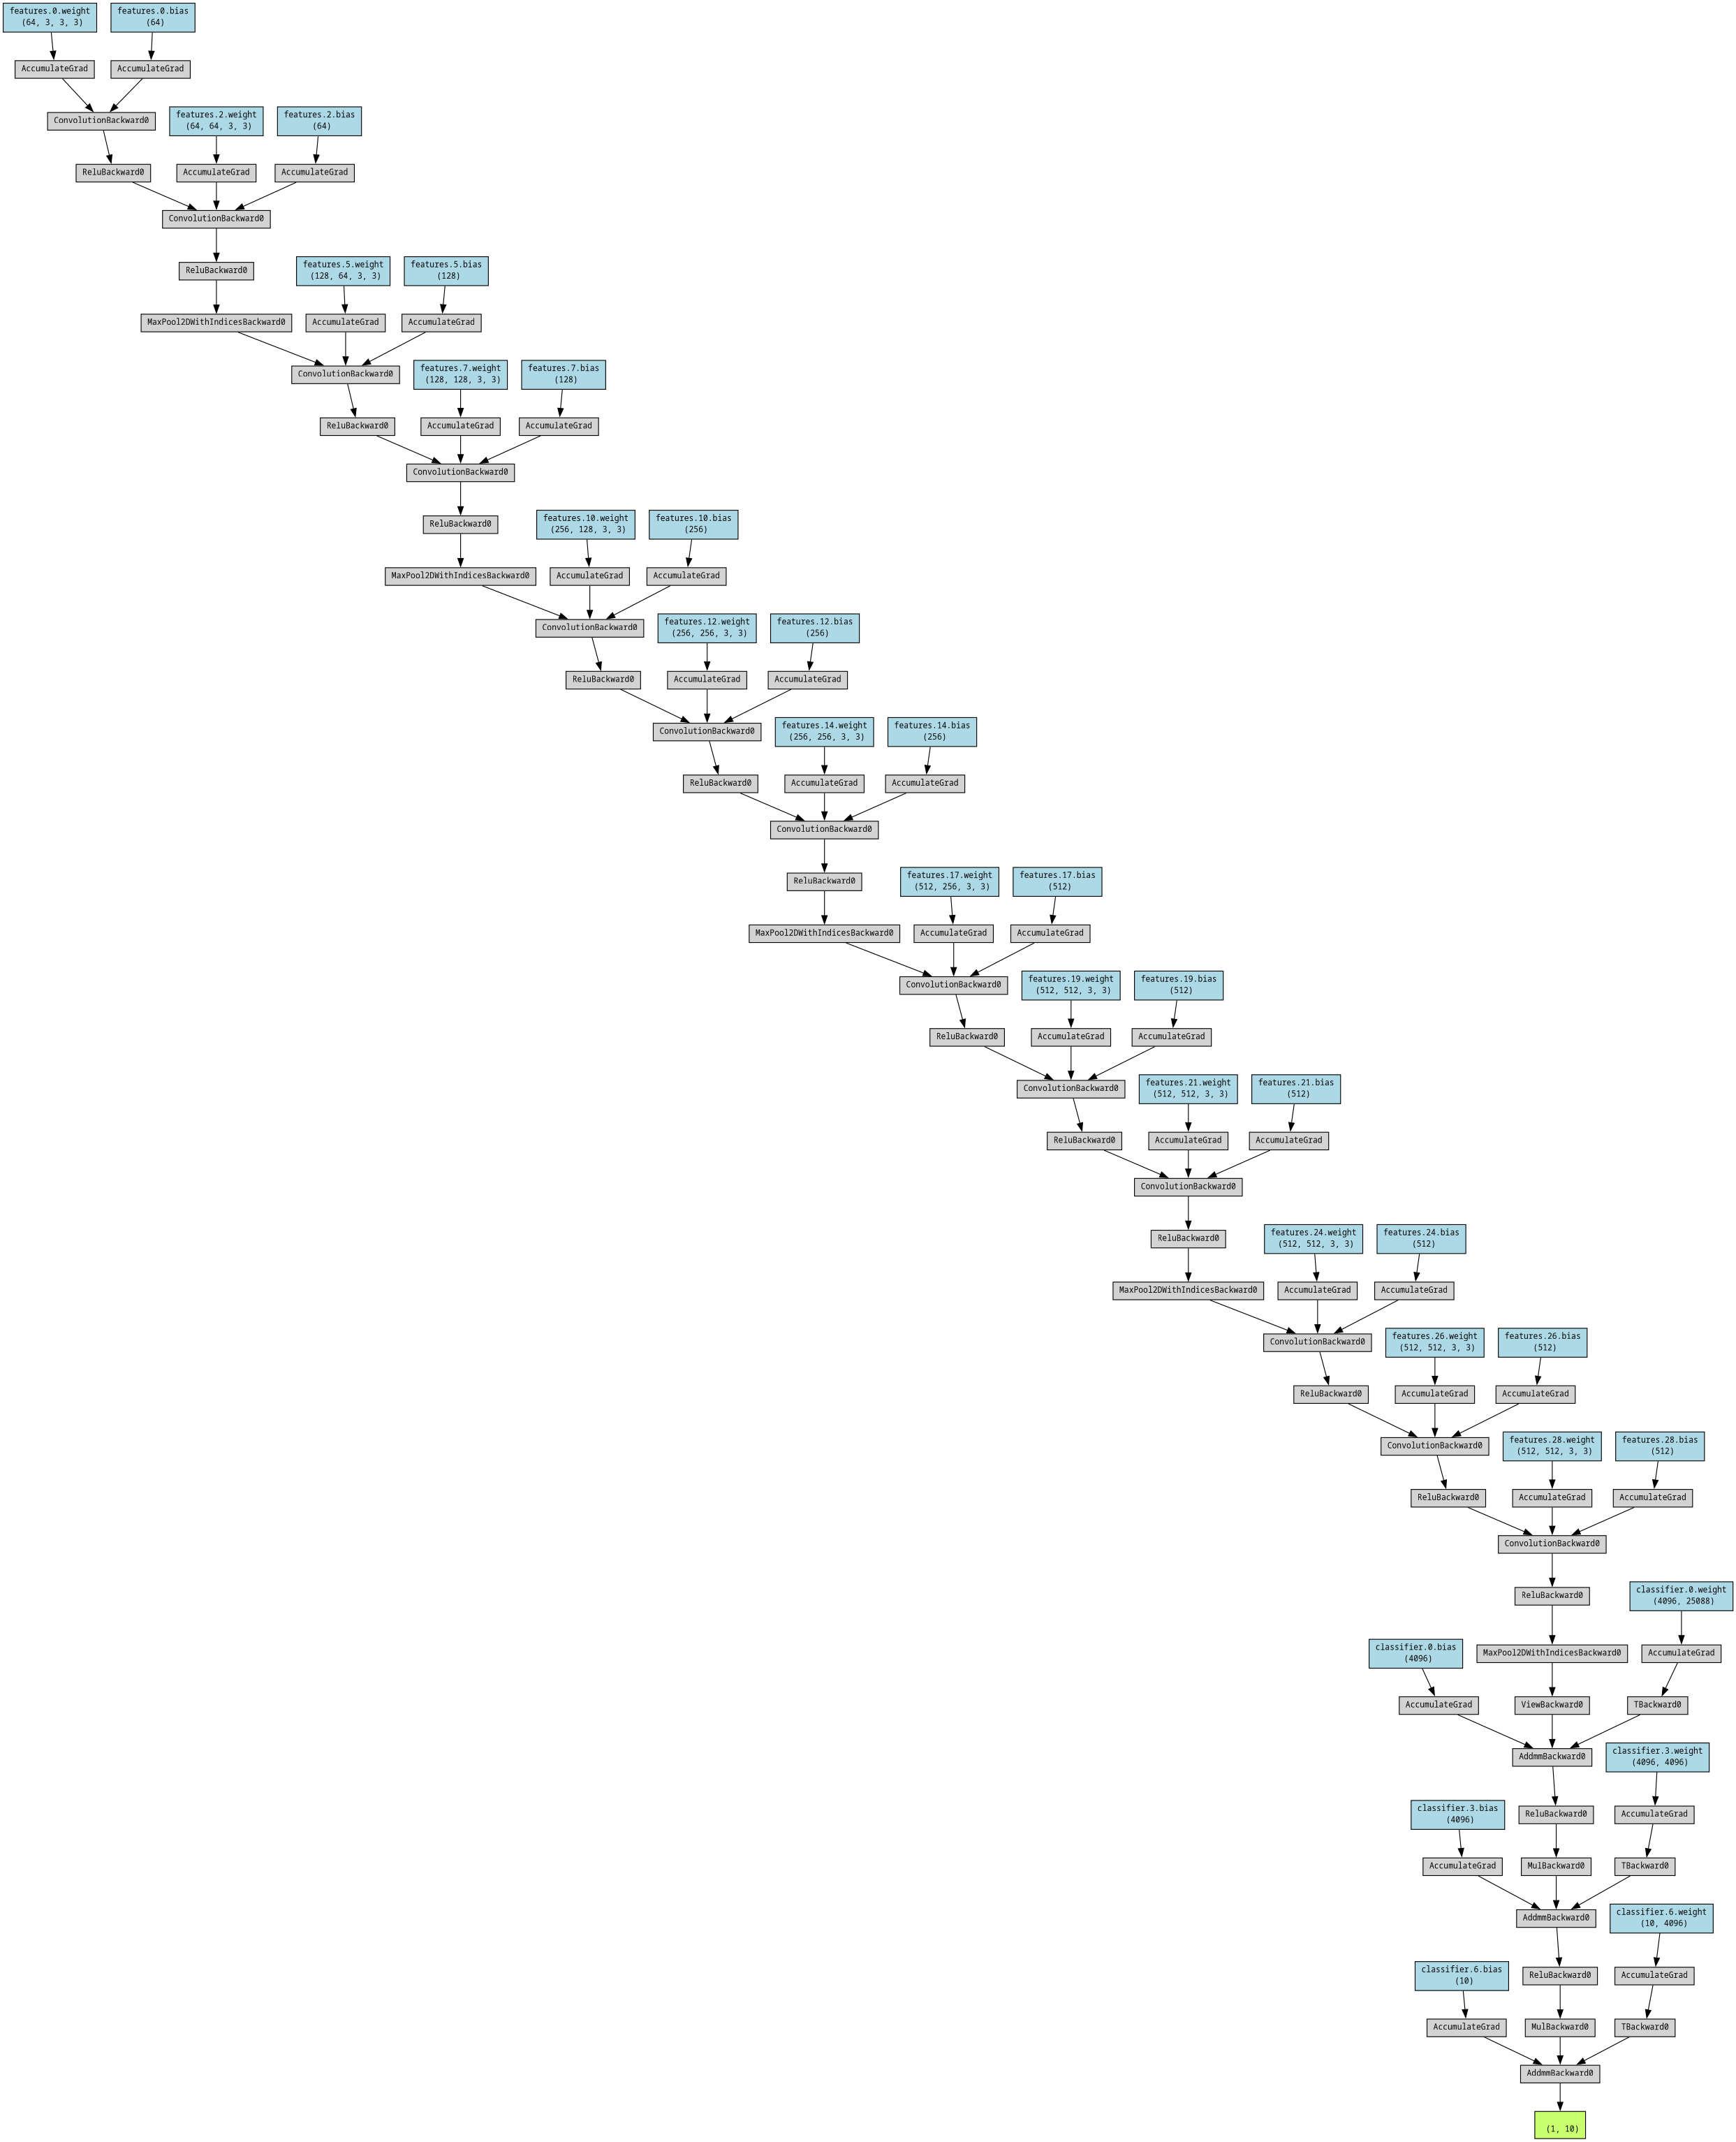 features.0.weight
(64, 3, 3, 3)
features.0.bias
(64)
AccumulateGrad
AccumulateGrad
ConvolutionBackward0
features.2.weight
(64, 64, 3, 3)
features.2.bias
(64)
ReluBackward0
AccumulateGrad
AccumulateGrad
ConvolutionBackward0
ReluBackward0
features.5.weight
(128, 64, 3, 3)
features.5.bias
(128)
MaxPool2DWithIndicesBackward0
AccumulateGrad
AccumulateGrad
ConvolutionBackward0
features.7.weight
(128, 128, 3, 3)
features.7.bias
(128)
ReluBackward0
AccumulateGrad
AccumulateGrad
ConvolutionBackward0
ReluBackward0
features.10.weight
(256, 128, 3, 3)
features.10.bias
(256)
MaxPool2DWithIndicesBackward0
AccumulateGrad
AccumulateGrad
ConvolutionBackward0
features.12.weight
(256, 256, 3, 3)
features.12.bias
(256)
ReluBackward0
AccumulateGrad
AccumulateGrad
ConvolutionBackward0
features.14.weight
(256, 256, 3, 3)
features.14.bias
(256)
ReluBackward0
AccumulateGrad
AccumulateGrad
ConvolutionBackward0
ReluBackward0
features.17.weight
(512, 256, 3, 3)
features.17.bias
(512)
MaxPool2DWithIndicesBackward0
AccumulateGrad
AccumulateGrad
ConvolutionBackward0
features.19.weight
(512, 512, 3, 3)
features.19.bias
(512)
ReluBackward0
AccumulateGrad
AccumulateGrad
ConvolutionBackward0
features.21.weight
(512, 512, 3, 3)
features.21.bias
(512)
ReluBackward0
AccumulateGrad
AccumulateGrad
ConvolutionBackward0
ReluBackward0
features.24.weight
(512, 512, 3, 3)
features.24.bias
(512)
MaxPool2DWithIndicesBackward0
AccumulateGrad
AccumulateGrad
ConvolutionBackward0
features.26.weight
(512, 512, 3, 3)
features.26.bias
(512)
ReluBackward0
AccumulateGrad
AccumulateGrad
ConvolutionBackward0
features.28.weight
(512, 512, 3, 3)
features.28.bias
(512)
ReluBackward0
AccumulateGrad
AccumulateGrad
ConvolutionBackward0
ReluBackward0
classifier.0.weight
(4096, 25088)
classifier.0.bias
(4096)
MaxPool2DWithIndicesBackward0
AccumulateGrad
AccumulateGrad
ViewBackward0
TBackward0
AddmmBackward0
classifier.3.weight
(4096, 4096)
classifier.3.bias
(4096)
ReluBackward0
AccumulateGrad
AccumulateGrad
MulBackward0
TBackward0
AddmmBackward0
classifier.6.weight
(10, 4096)
classifier.6.bias
(10)
ReluBackward0
AccumulateGrad
AccumulateGrad
MulBackward0
TBackward0
AddmmBackward0
(1, 10)